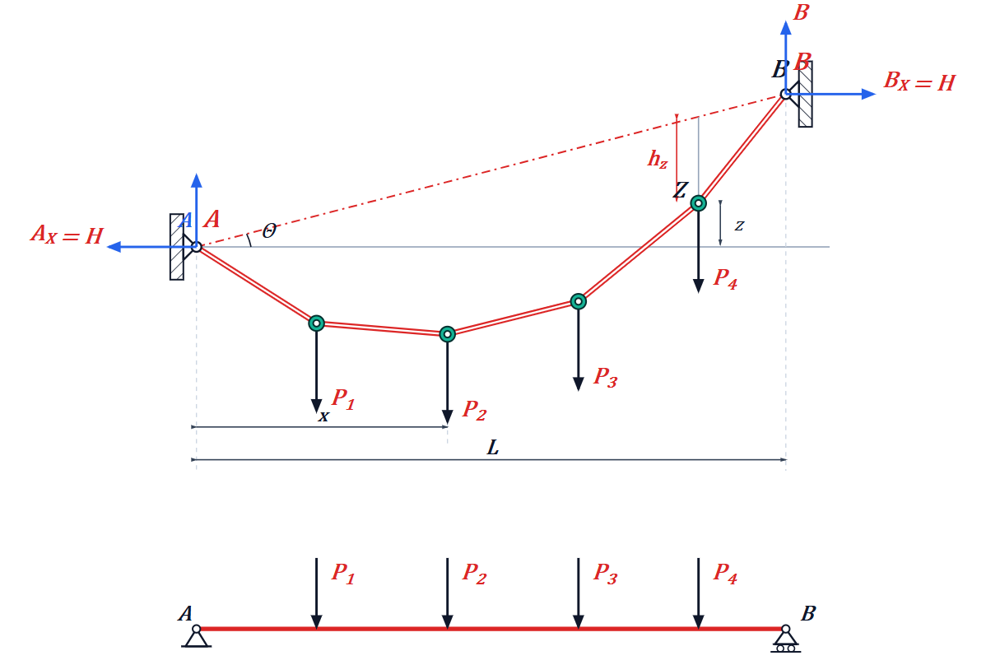 B
B B
Bx = H
hz
Z
A A
Θ
Ax = H
z
P4
P3
P1
x
P2
L
P1
P2
P3
P4
A
B